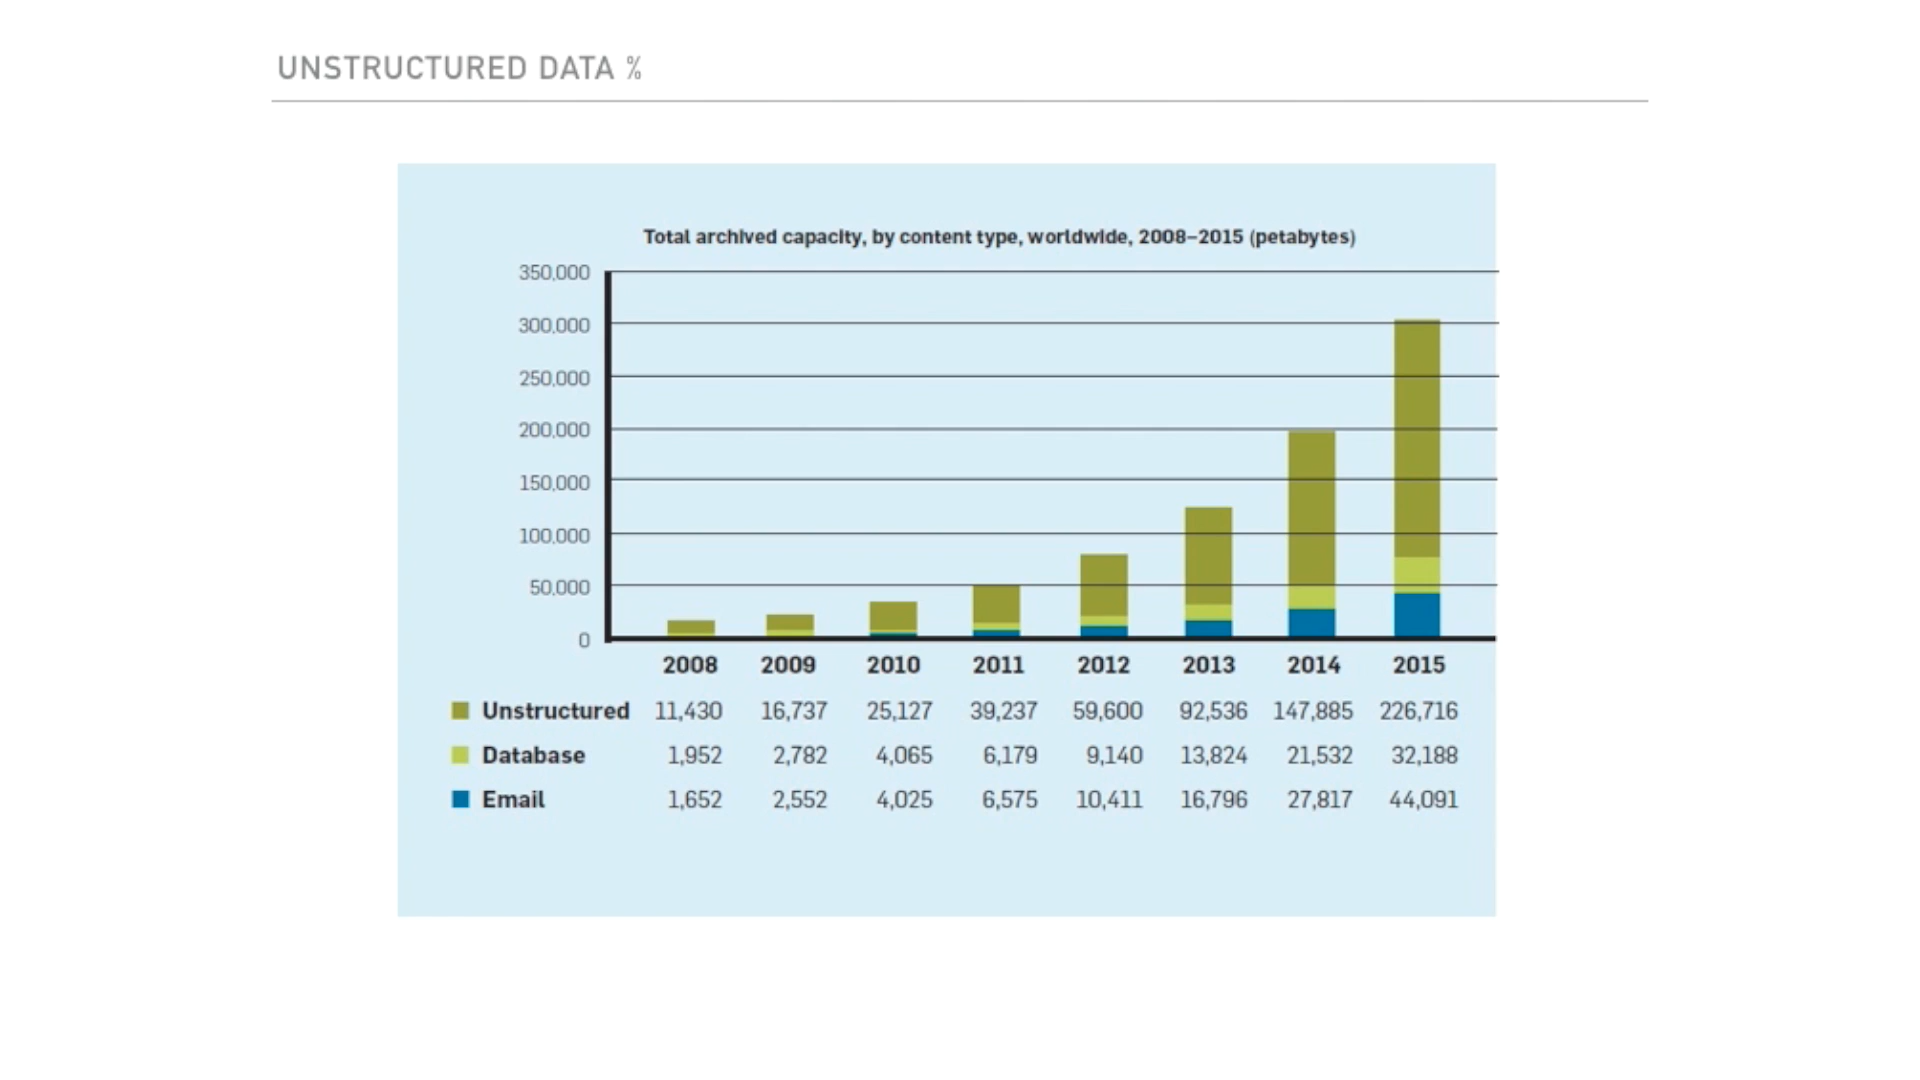 UNSTRUCTURED DATA %
Total archived capacity, by content type, worldwide, 2008–2015 (petabytes)
350,000
300,000
250,000
200,000
150,000
100,000
50,000
0
2008 2009 2010 2011 2012 2013 2014 2015
Unstructured 11,430 16,737 25,127 39,237 59,600 92,536 147,885 226,716
Database 1,952 2,782 4,065 6,179 9,140 13,824 21,532 32,188
Email 1,652 2,552 4,025 6,575 10,411 16,796 27,817 44,091